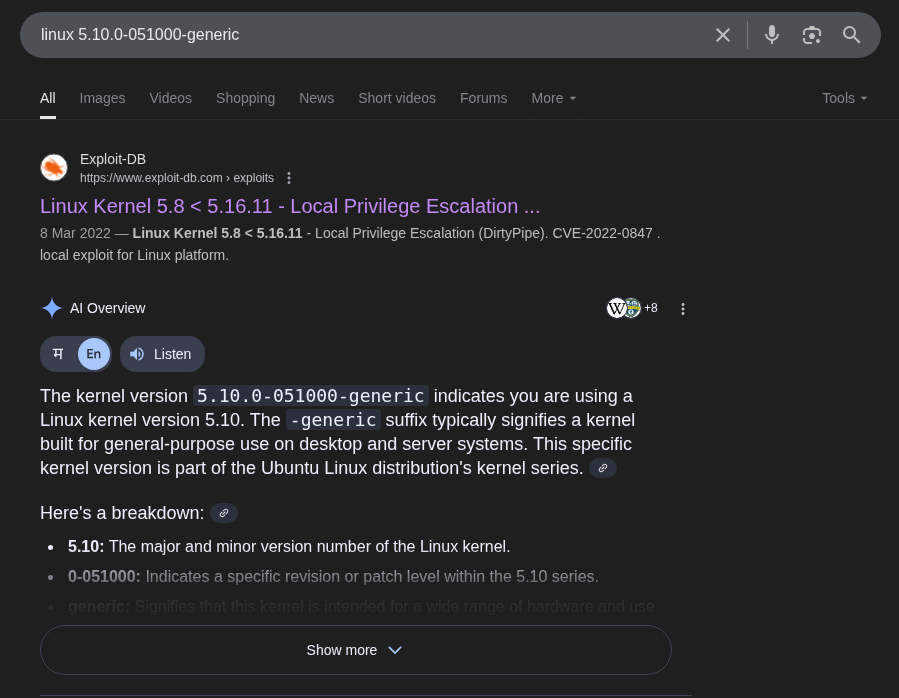 linux 5.10.0-051000-generic
All Images Videos Shopping News Short videos Forums More Tools
Exploit-DB
https://www.exploit-db.com › exploits
Linux Kernel 5.8 < 5.16.11 - Local Privilege Escalation ...
8 Mar 2022 — Linux Kernel 5.8 < 5.16.11 - Local Privilege Escalation (DirtyPipe). CVE-2022-0847 .
local exploit for Linux platform.
AI Overview W +8
म En Listen
The kernel version 5.10.0-051000-generic indicates you are using a
Linux kernel version 5.10. The -generic suffix typically signifies a kernel
built for general-purpose use on desktop and server systems. This specific
kernel version is part of the Ubuntu Linux distribution's kernel series.
Here's a breakdown:
• 5.10: The major and minor version number of the Linux kernel.
• 0-051000: Indicates a specific revision or patch level within the 5.10 series.
• generic: Signifies that this kernel is intended for a wide range of hardware and use
Show more